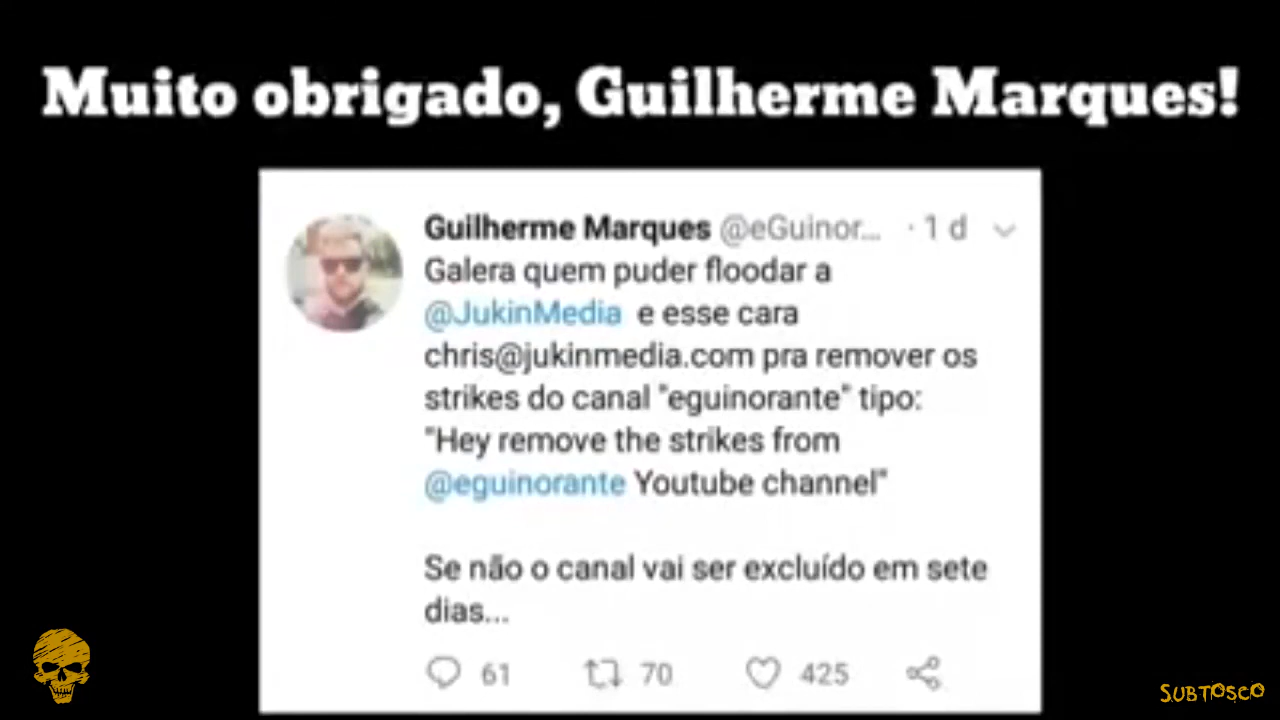 Muito obrigado, Guilherme Marques!
Guilherme Marques @eGuinor... · 1 d
Galera quem puder floodar a
@JukinMedia e esse cara
chris@jukinmedia.com pra remover os
strikes do canal "eguinorante" tipo:
"Hey remove the strikes from
@eguinorante Youtube channel"
Se não o canal vai ser excluído em sete
dias...
61 70 425
SUBTOSCO